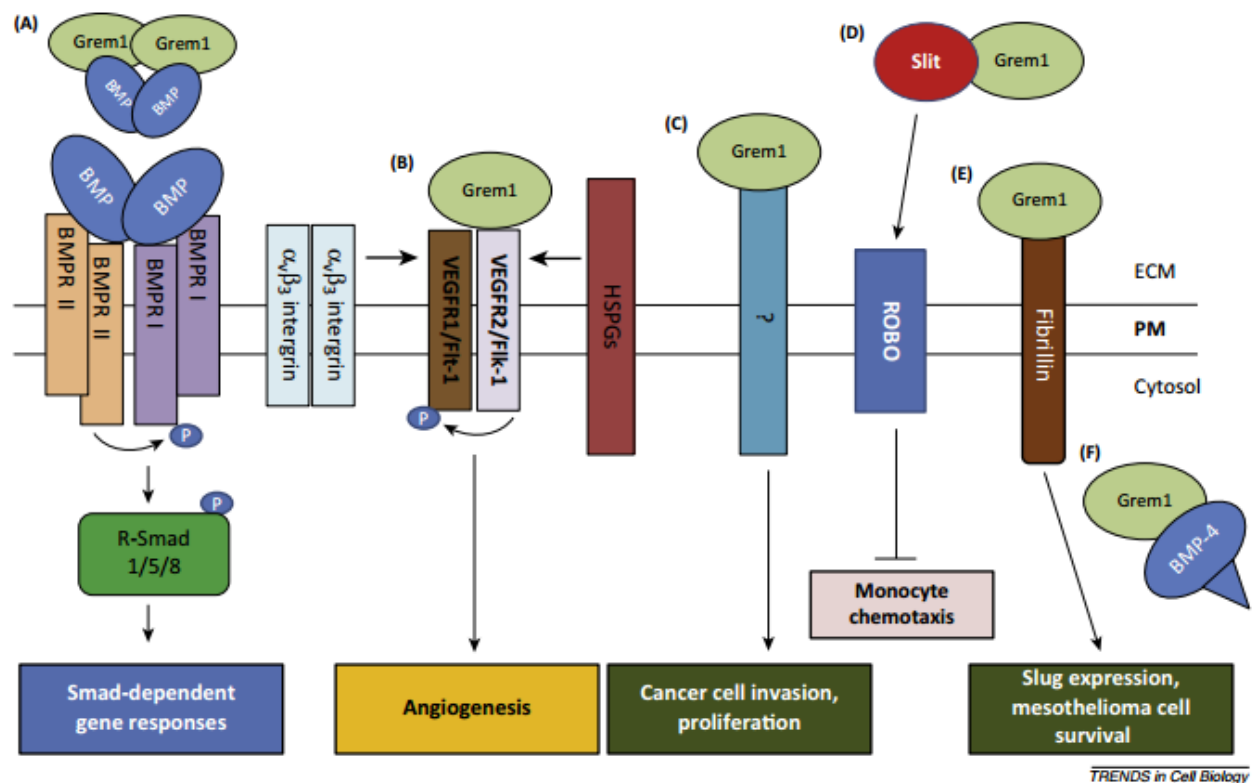 (A)
Grem1
Grem1
BMP
BMP
BMP
BMP
BMPR II
BMPR II
BMPR I
BMPR I
P
P
R-Smad
1/5/8
Smad-dependent
gene responses
αvβ3 intergrin
αvβ3 intergrin
(B)
Grem1
VEGFR1/Flt-1
VEGFR2/Flk-1
P
HSPGs
Angiogenesis
(C)
Grem1
?
Cancer cell invasion,
proliferation
(D)
Slit
Grem1
ROBO
Monocyte
chemotaxis
(E)
Grem1
Fibrillin
ECM
PM
Cytosol
(F)
Grem1
BMP-4
Slug expression,
mesothelioma cell
survival
TRENDS in Cell Biology